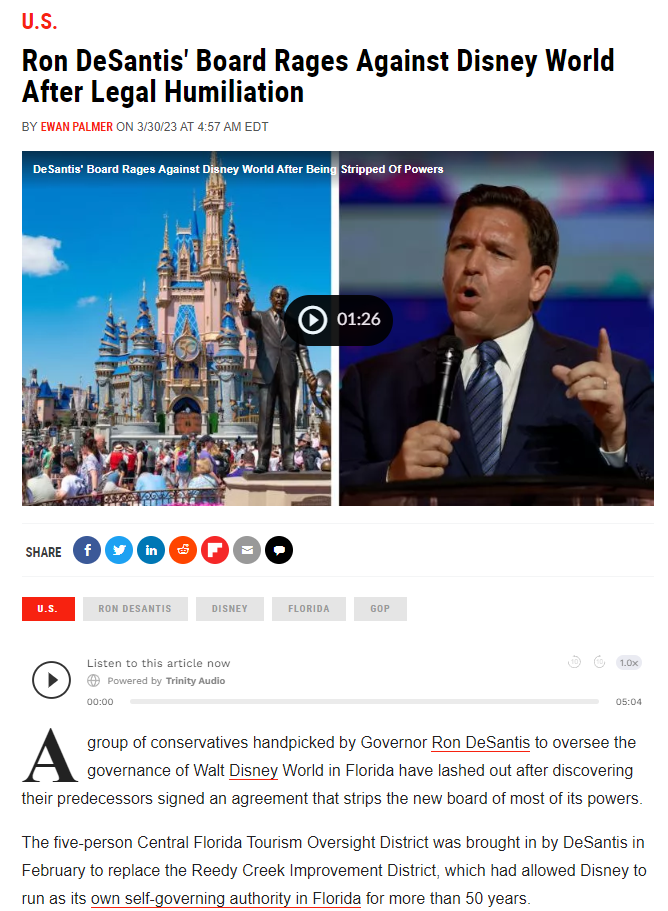 U.S.
Ron DeSantis' Board Rages Against Disney World
After Legal Humiliation
BY EWAN PALMER ON 3/30/23 AT 4:57 AM EDT
DeSantis' Board Rages Against Disney World After Being Stripped Of Powers
50
01:26
SHARE
U.S.
RON DESANTIS
DISNEY
FLORIDA
GOP
Listen to this article now
10
10
1.0x
Powered by Trinity Audio
00:00
05:04
A group of conservatives handpicked by Governor Ron DeSantis to oversee the
governance of Walt Disney World in Florida have lashed out after discovering
their predecessors signed an agreement that strips the new board of most of its powers.
The five-person Central Florida Tourism Oversight District was brought in by DeSantis in
February to replace the Reedy Creek Improvement District, which had allowed Disney to
run as its own self-governing authority in Florida for more than 50 years.